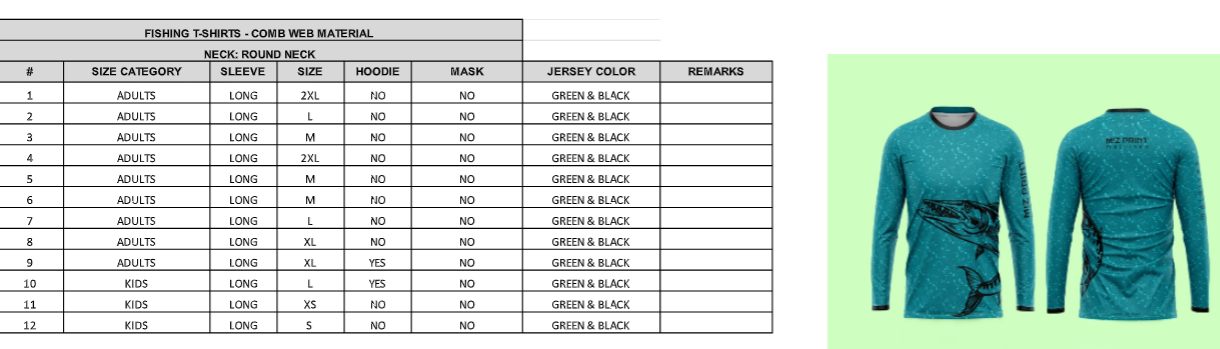 FISHING T-SHIRTS - COMB WEB MATERIAL
NECK: ROUND NECK
# SIZE CATEGORY SLEEVE SIZE HOODIE MASK JERSEY COLOR REMARKS
1 ADULTS LONG 2XL NO NO GREEN & BLACK
2 ADULTS LONG L NO NO GREEN & BLACK
3 ADULTS LONG M NO NO GREEN & BLACK
4 ADULTS LONG 2XL NO NO GREEN & BLACK
5 ADULTS LONG M NO NO GREEN & BLACK
6 ADULTS LONG M NO NO GREEN & BLACK
7 ADULTS LONG L NO NO GREEN & BLACK
8 ADULTS LONG XL NO NO GREEN & BLACK
9 ADULTS LONG XL YES NO GREEN & BLACK
10 KIDS LONG L YES NO GREEN & BLACK
11 KIDS LONG XS NO NO GREEN & BLACK
12 KIDS LONG S NO NO GREEN & BLACK
MIZ PRINT
MIZ PRINT